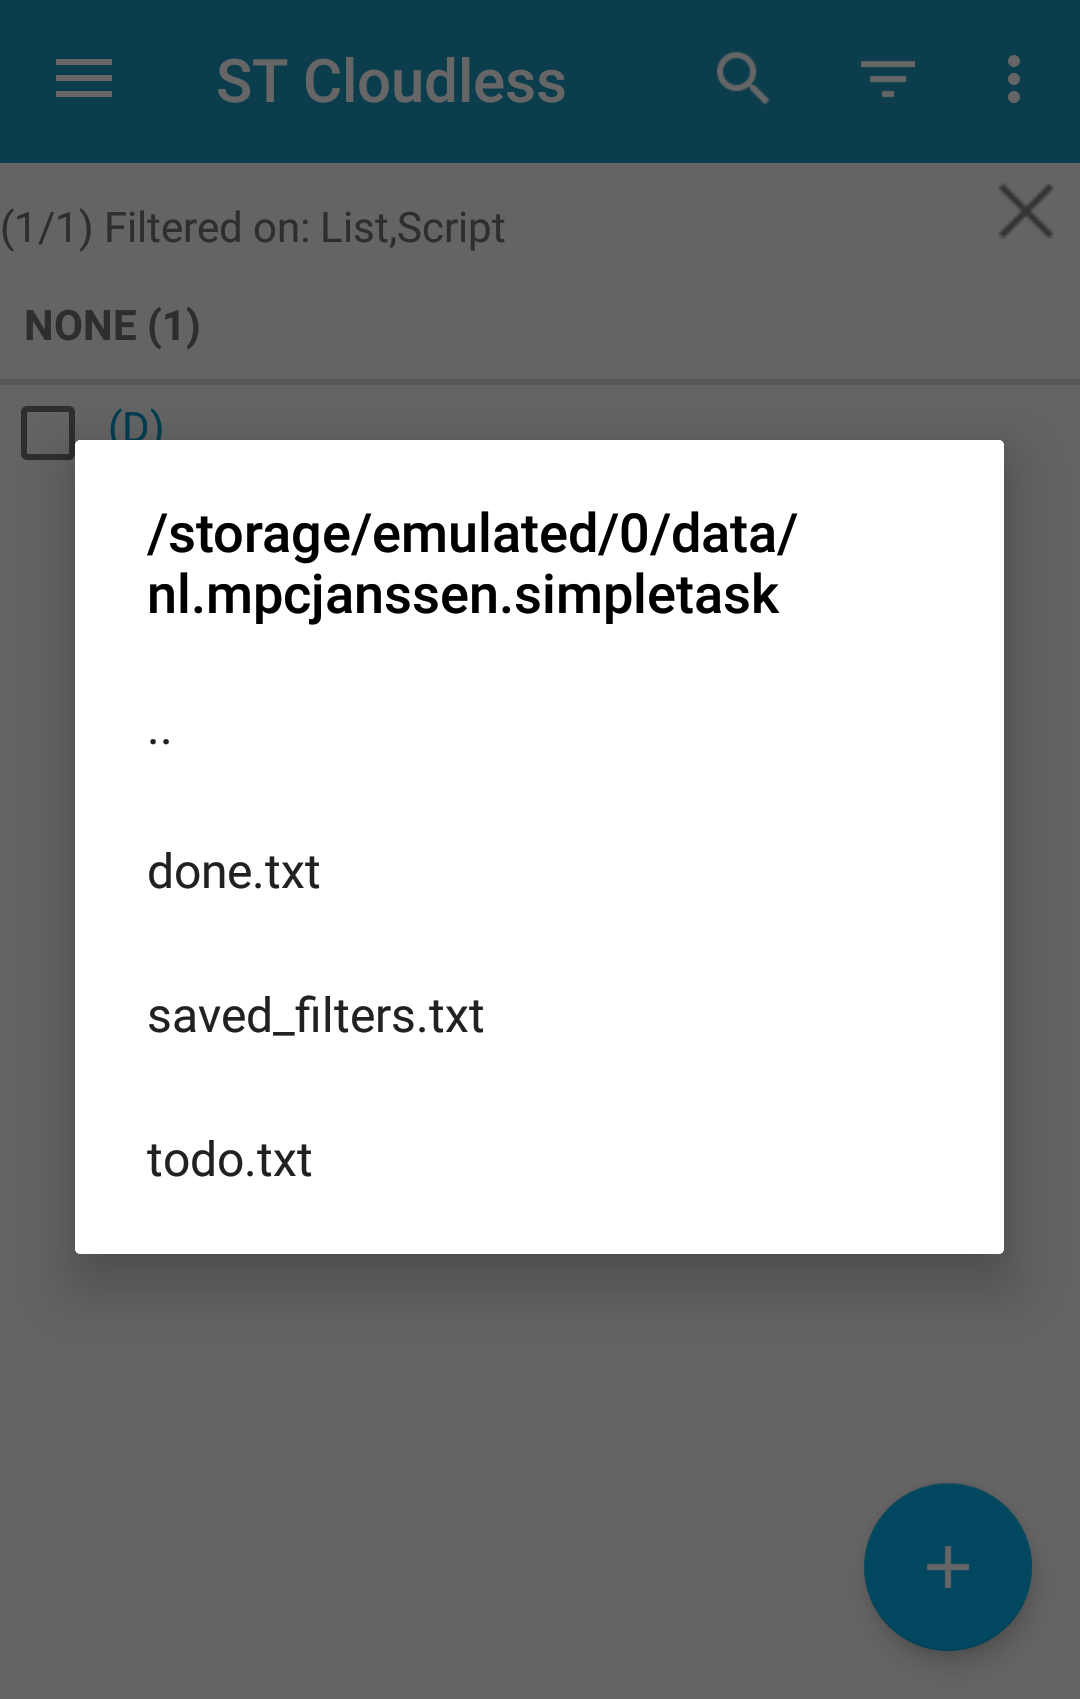 ST Cloudless
(1/1) Filtered on: List,Script
NONE (1)
(D)
/storage/emulated/0/data/
nl.mpcjanssen.simpletask
..
done.txt
saved_filters.txt
todo.txt